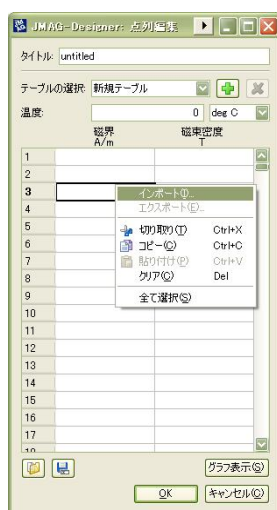 JMAG-Designer: 点列編集
タイトル: untitled
テーブルの選択: 新規テーブル
温度: 0 deg C
磁界 磁束密度
A/m T
1
2
3
インポート(I)...
4
エクスポート(E)...
5
6
切り取り(T) Ctrl+X
7
コピー(C) Ctrl+C
貼り付け(P) Ctrl+V
8
クリア(C) Del
9
全て選択(S)
10
11
12
13
14
15
16
17
18
グラフ表示(S)
OK キャンセル(C)